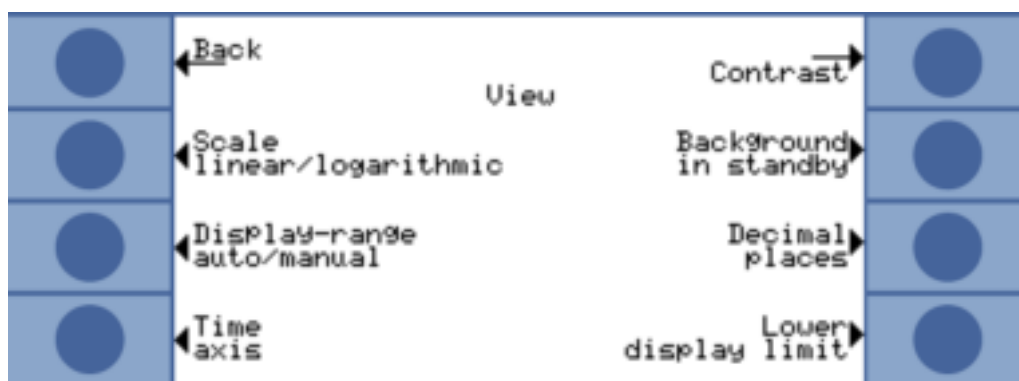 Back
Contrast
View
Scale
linear/logarithmic
Background
in standby
Display-range
auto/manual
Decimal
places
Time
axis
Lower
display limit